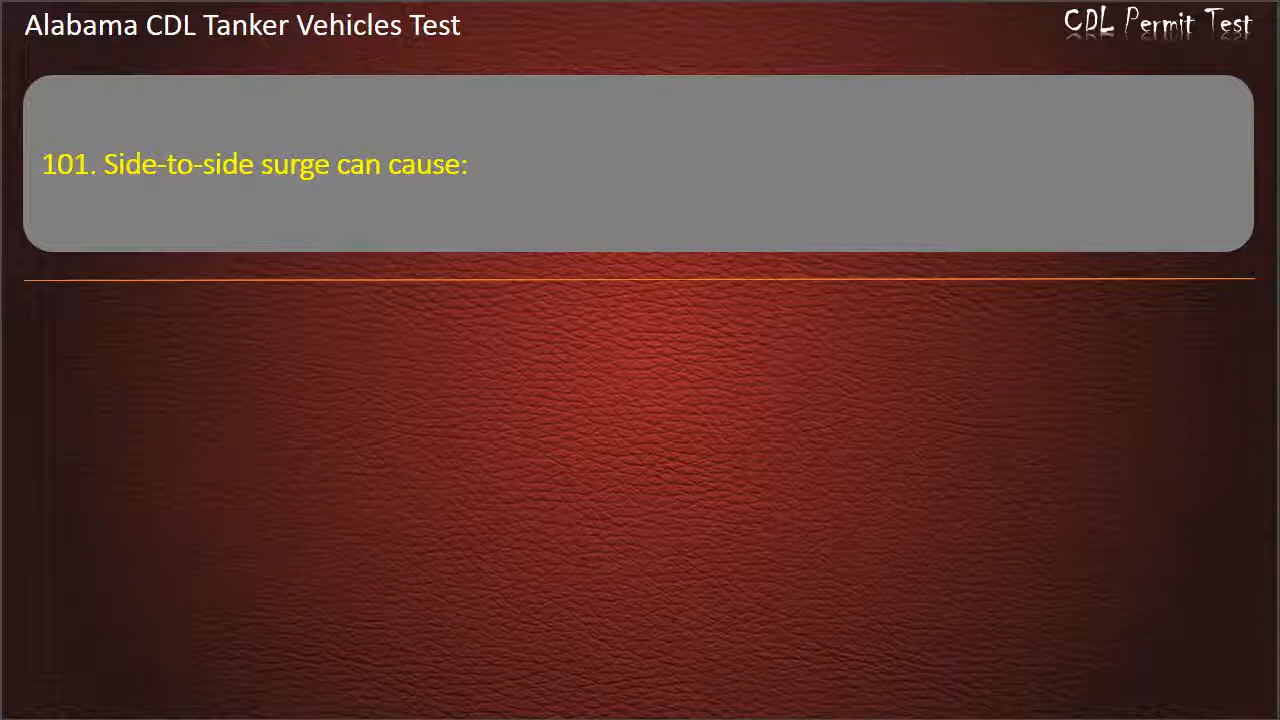 Alabama CDL Tanker Vehicles Test
CDL Permit Test
101. Side-to-side surge can cause: